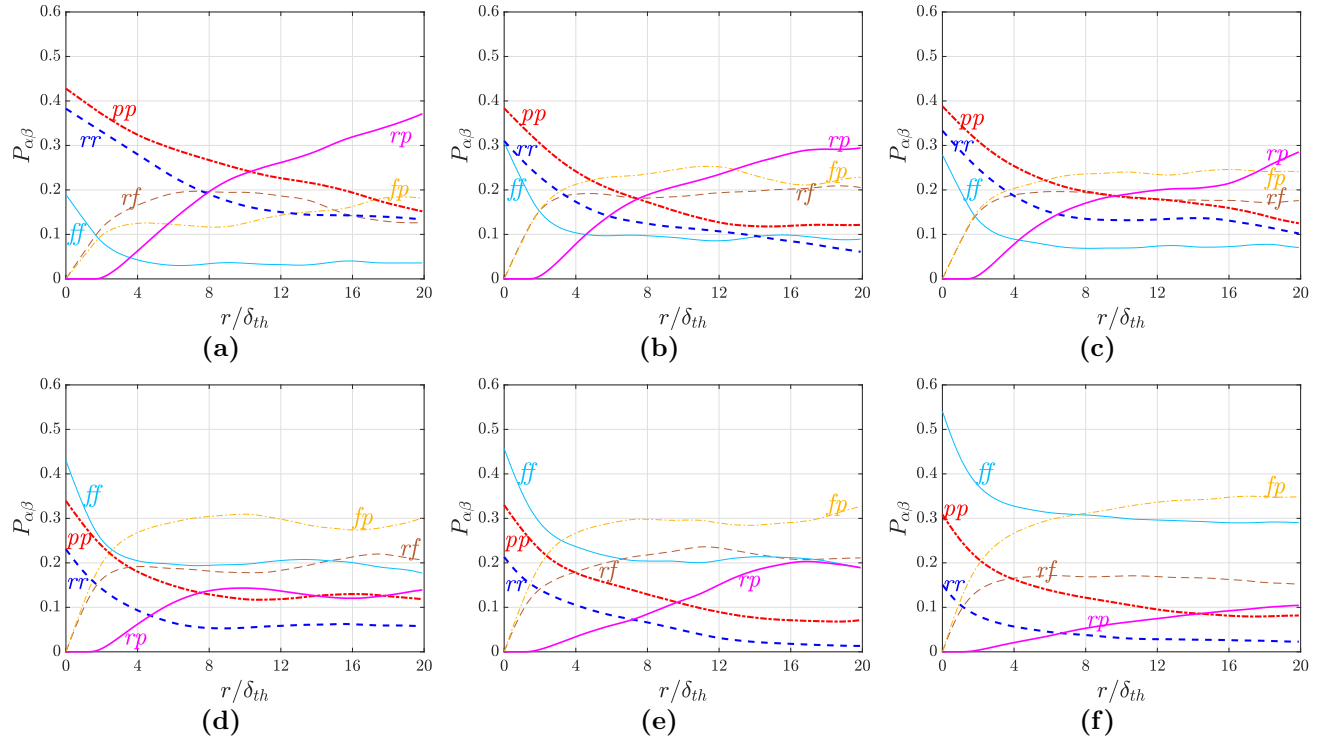 0.6 0.5 0.4 0.3 0.2 0.1 0
P_{αβ}
pp rr rf ff rp fp
0 4 8 12 16 20
r/δ_{th}
(a)
0.6 0.5 0.4 0.3 0.2 0.1 0
P_{αβ}
pp rr ff rp fp rf
0 4 8 12 16 20
r/δ_{th}
(b)
0.6 0.5 0.4 0.3 0.2 0.1 0
P_{αβ}
pp rr ff rp fp rf
0 4 8 12 16 20
r/δ_{th}
(c)
0.6 0.5 0.4 0.3 0.2 0.1 0
P_{αβ}
ff pp rr rp fp rf
0 4 8 12 16 20
r/δ_{th}
(d)
0.6 0.5 0.4 0.3 0.2 0.1 0
P_{αβ}
ff pp rr rf rp fp
0 4 8 12 16 20
r/δ_{th}
(e)
0.6 0.5 0.4 0.3 0.2 0.1 0
P_{αβ}
ff pp rr rf rp fp
0 4 8 12 16 20
r/δ_{th}
(f)